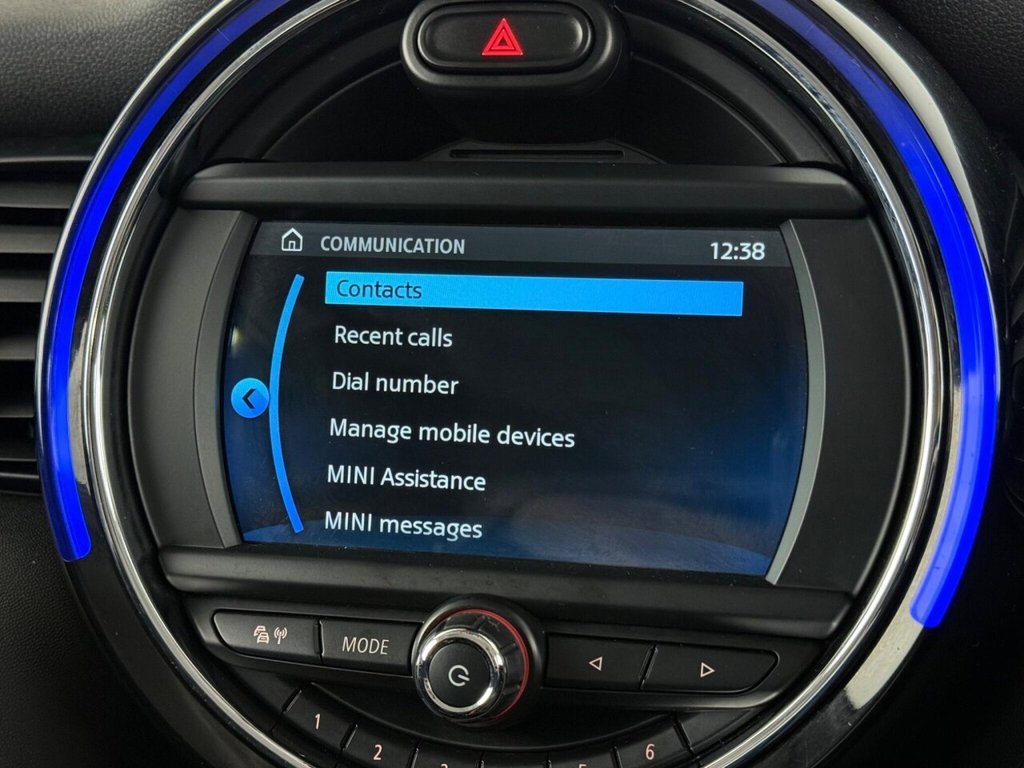 COMMUNICATION 12:38
Contacts
Recent calls
Dial number
Manage mobile devices
MINI Assistance
MINI messages
MODE
1
2
6